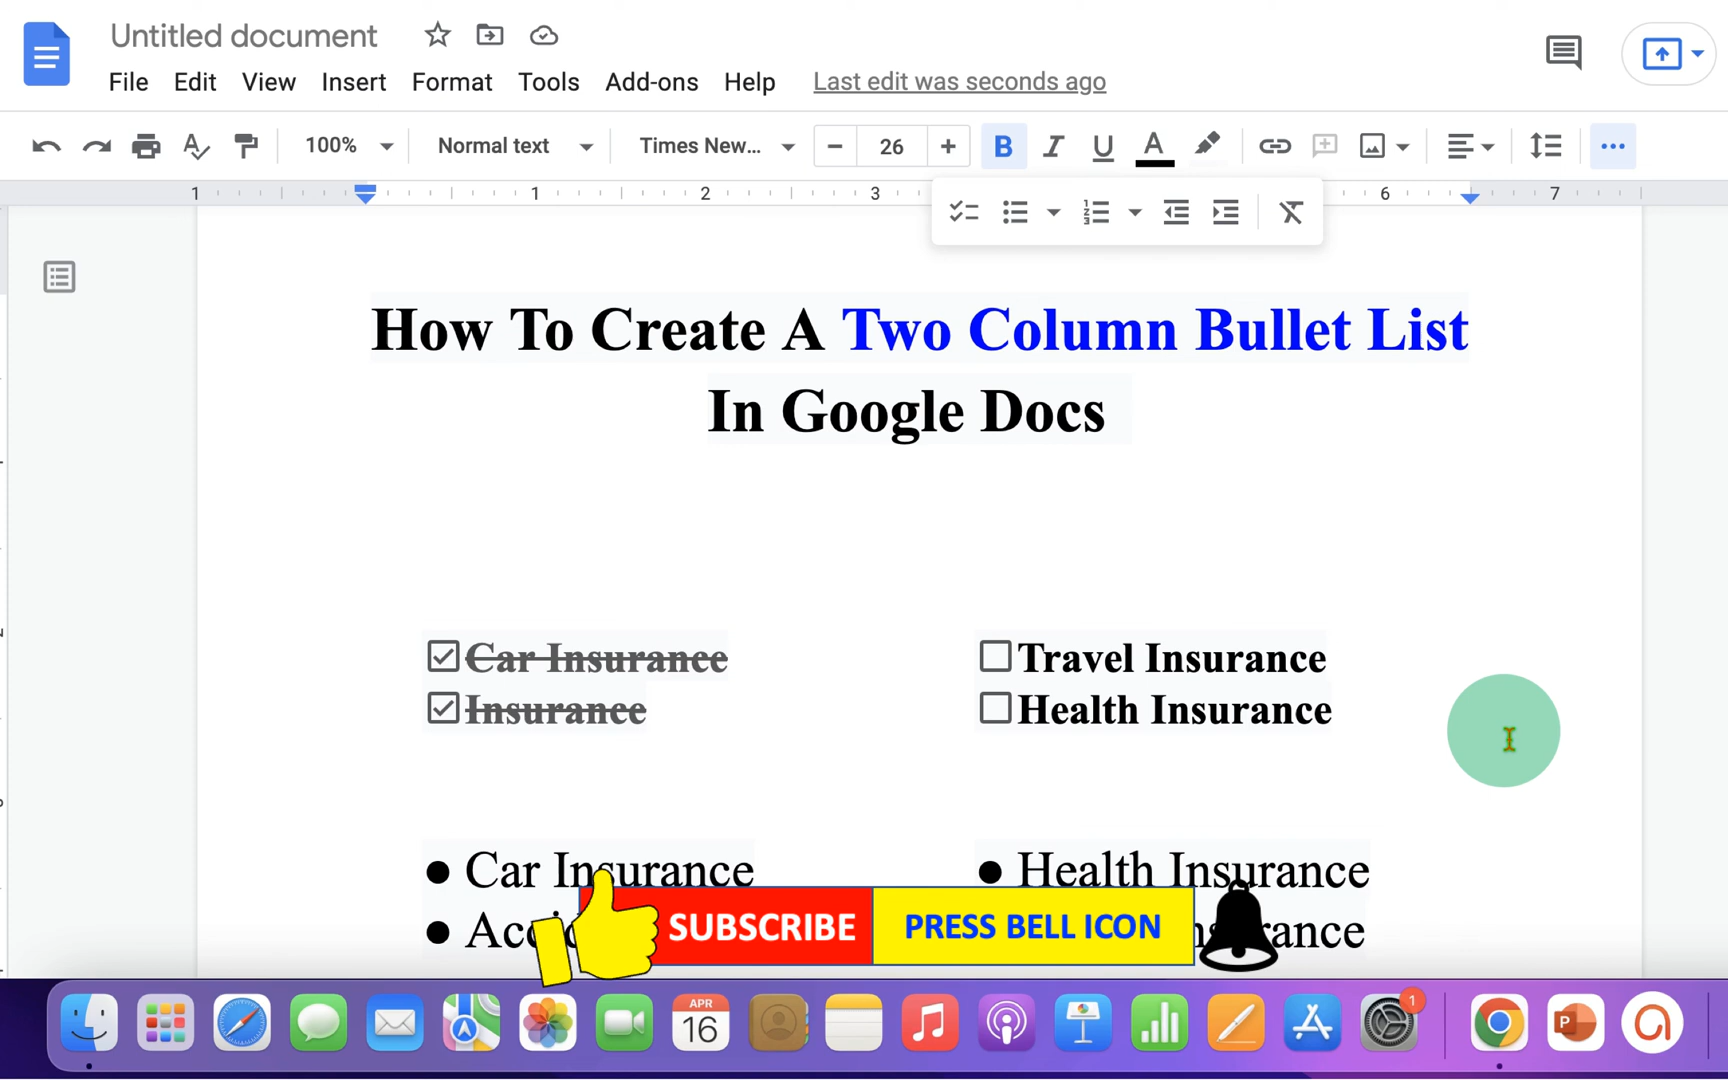 Untitled document
File Edit View Insert Format Tools Add-ons Help Last edit was seconds ago
100% Normal text Times New... 26 B I U A
1 1 2 3 6 7
How To Create A Two Column Bullet List
In Google Docs
Car Insurance Travel Insurance
Insurance Health Insurance
● Car Insurance ● Health Insurance
SUBSCRIBE PRESS BELL ICON
APR
16
1
P